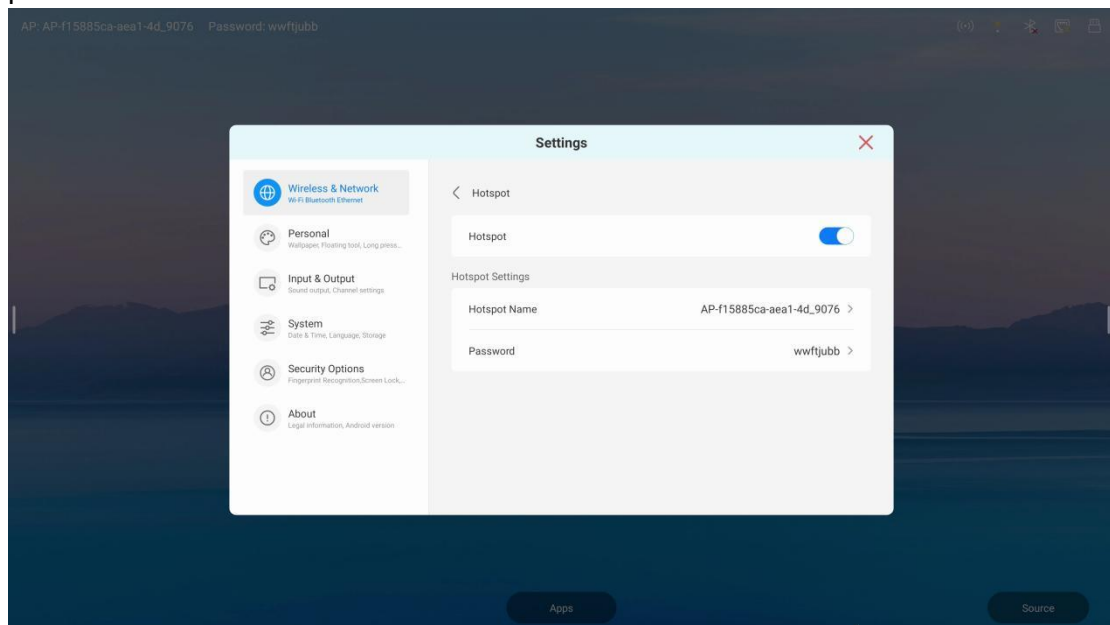 AP: AP-f15885ca-aea1-4d_9076 Password: wwftjubb
Settings
Wireless & Network
Wi-Fi Bluetooth Ethernet
Personal
Wallpaper, Floating tool, Long press...
Input & Output
Sound output, Channel settings
System
Date & Time, Language, Storage
Security Options
Fingerprint Recognition,Screen Lock,...
About
Legal information, Android version
Hotspot
Hotspot
Hotspot Settings
Hotspot Name AP-f15885ca-aea1-4d_9076
Password wwftjubb
Apps
Source